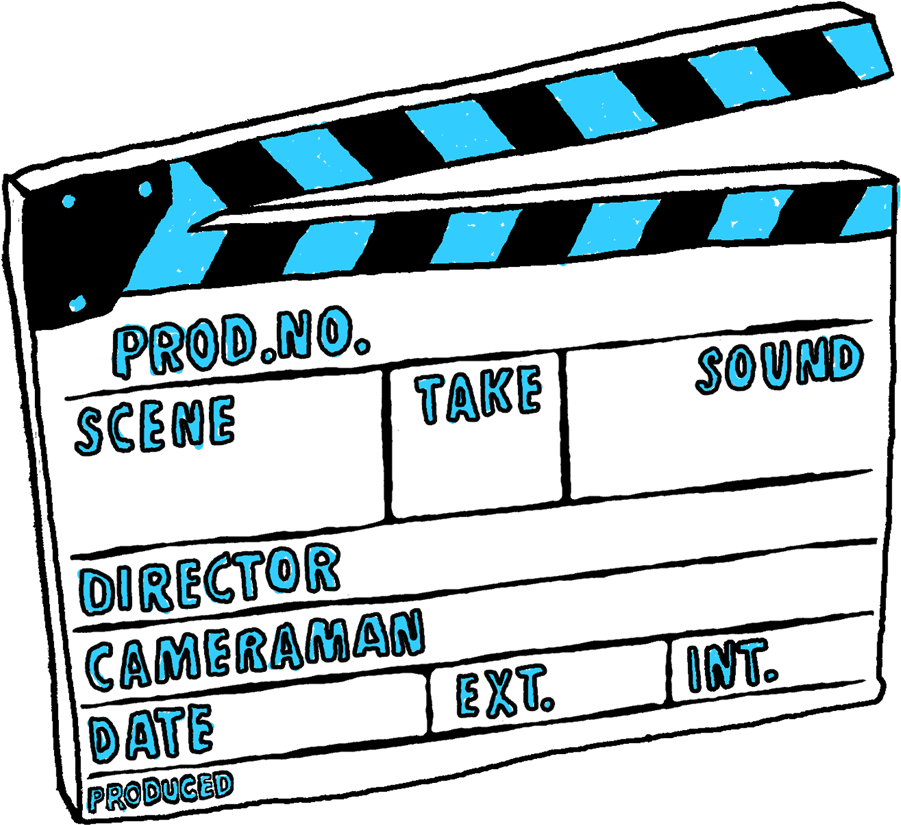 PROD.NO.
SCENE TAKE SOUND
DIRECTOR
CAMERAMAN
DATE EXT. INT.
PRODUCED